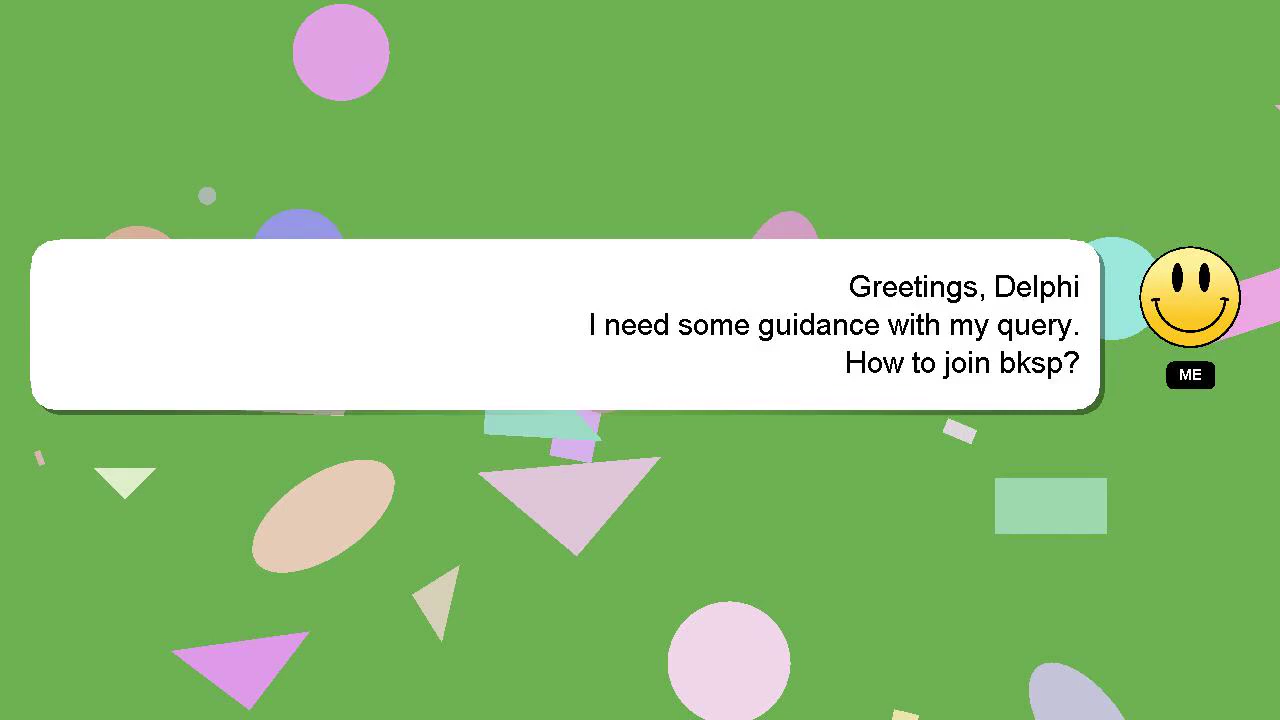 Greetings, Delphi
I need some guidance with my query.
How to join bksp?
ME